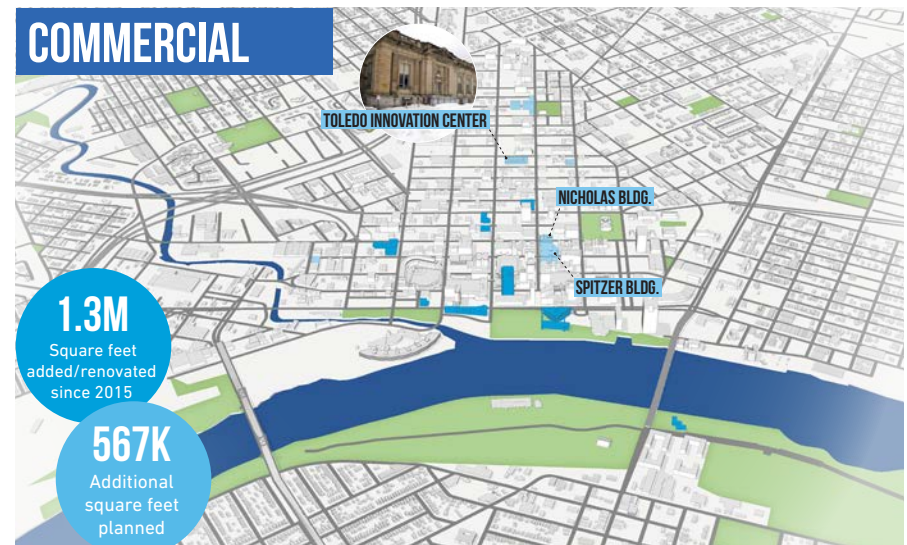 COMMERCIAL
TOLEDO INNOVATION CENTER
NICHOLAS BLDG.
SPITZER BLDG.
1.3M
Square feet
added/renovated
since 2015
567K
Additional
square feet
planned